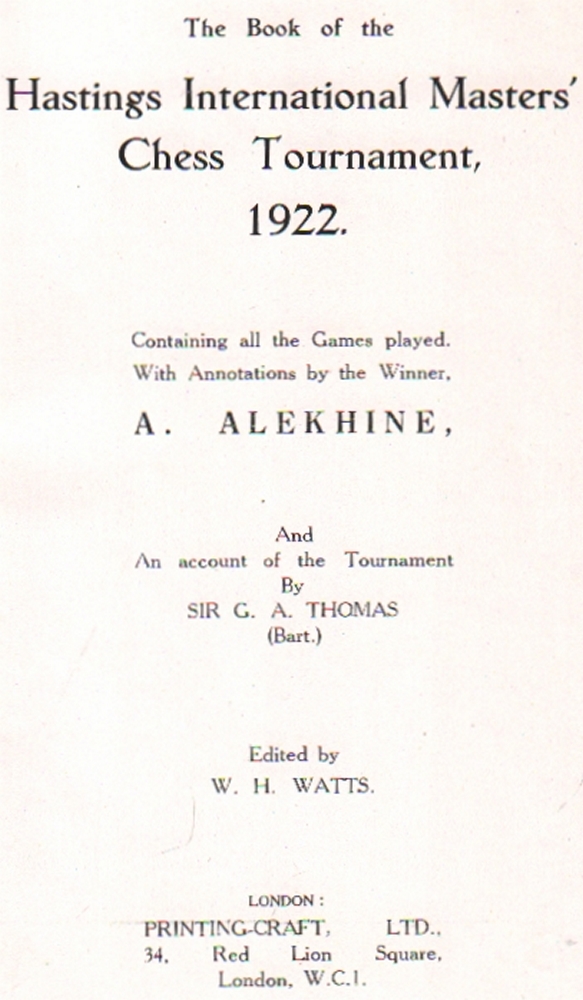 The Book of the
Hastings International Masters'
Chess Tournament,
1922.
Containing all the Games played.
With Annotations by the Winner,
A. ALEKHINE,
And
An account of the Tournament
By
SIR G. A. THOMAS
(Bart.)
Edited by
W. H. WATTS.
LONDON :
PRINTING-CRAFT, LTD.,
34, Red Lion Square,
London, W.C.1.